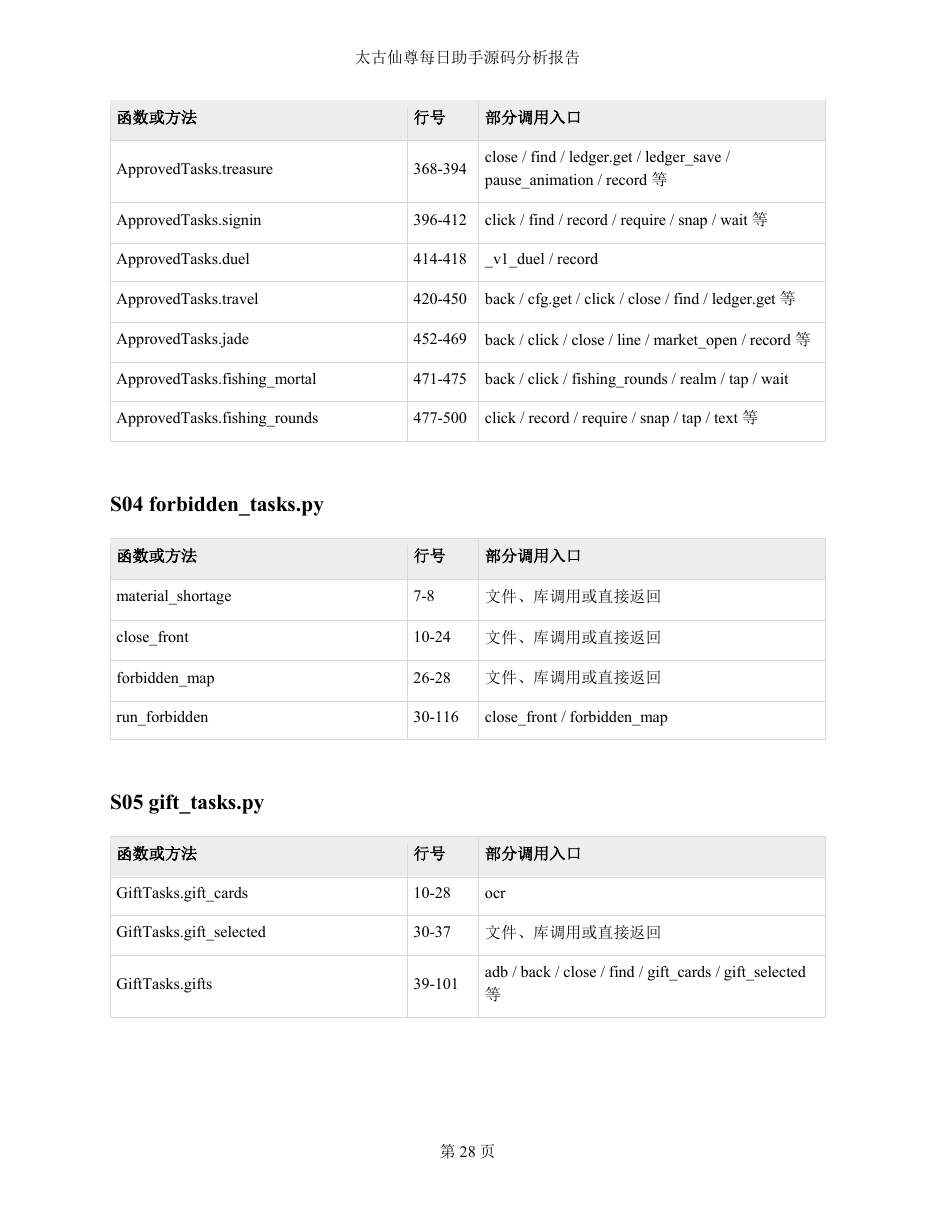 太古仙尊每日助手源码分析报告
函数或方法 行号 部分调用入口
ApprovedTasks.treasure 368-394 close / find / ledger.get / ledger_save /
pause_animation / record 等
ApprovedTasks.signin 396-412 click / find / record / require / snap / wait 等
ApprovedTasks.duel 414-418 _v1_duel / record
ApprovedTasks.travel 420-450 back / cfg.get / click / close / find / ledger.get 等
ApprovedTasks.jade 452-469 back / click / close / line / market_open / record 等
ApprovedTasks.fishing_mortal 471-475 back / click / fishing_rounds / realm / tap / wait
ApprovedTasks.fishing_rounds 477-500 click / record / require / snap / tap / text 等
S04 forbidden_tasks.py
函数或方法 行号 部分调用入口
material_shortage 7-8 文件、库调用或直接返回
close_front 10-24 文件、库调用或直接返回
forbidden_map 26-28 文件、库调用或直接返回
run_forbidden 30-116 close_front / forbidden_map
S05 gift_tasks.py
函数或方法 行号 部分调用入口
GiftTasks.gift_cards 10-28 ocr
GiftTasks.gift_selected 30-37 文件、库调用或直接返回
GiftTasks.gifts 39-101 adb / back / close / find / gift_cards / gift_selected
等
第 28 页